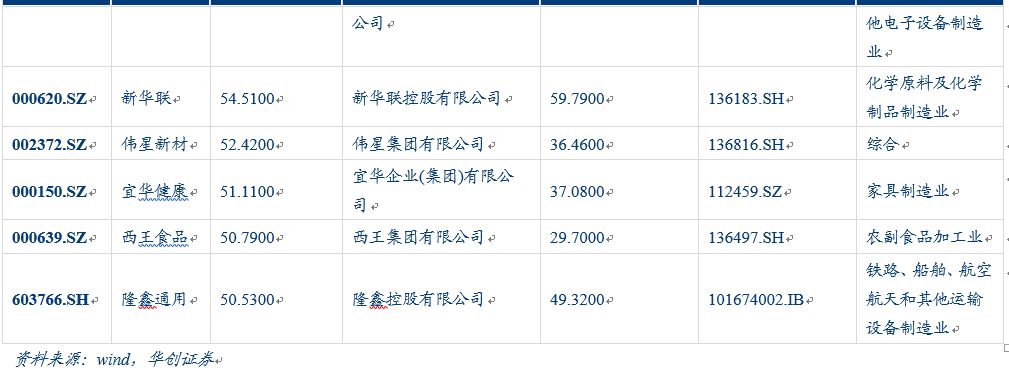 公司
他电子设备制造
业
000620.SZ 新华联 54.5100 新华联控股有限公司 59.7900 136183.SH 化学原料及化学
制品制造业
002372.SZ 伟星新材 52.4200 伟星集团有限公司 36.4600 136816.SH 综合
000150.SZ 宜华健康 51.1100 宜华企业(集团)有限公
司 37.0800 112459.SZ 家具制造业
000639.SZ 西王食品 50.7900 西王集团有限公司 29.7000 136497.SH 农副食品加工业
603766.SH 隆鑫通用 50.5300 隆鑫控股有限公司 49.3200 101674002.IB 铁路、船舶、航空
航天和其他运输
设备制造业
资料来源：wind，华创证券